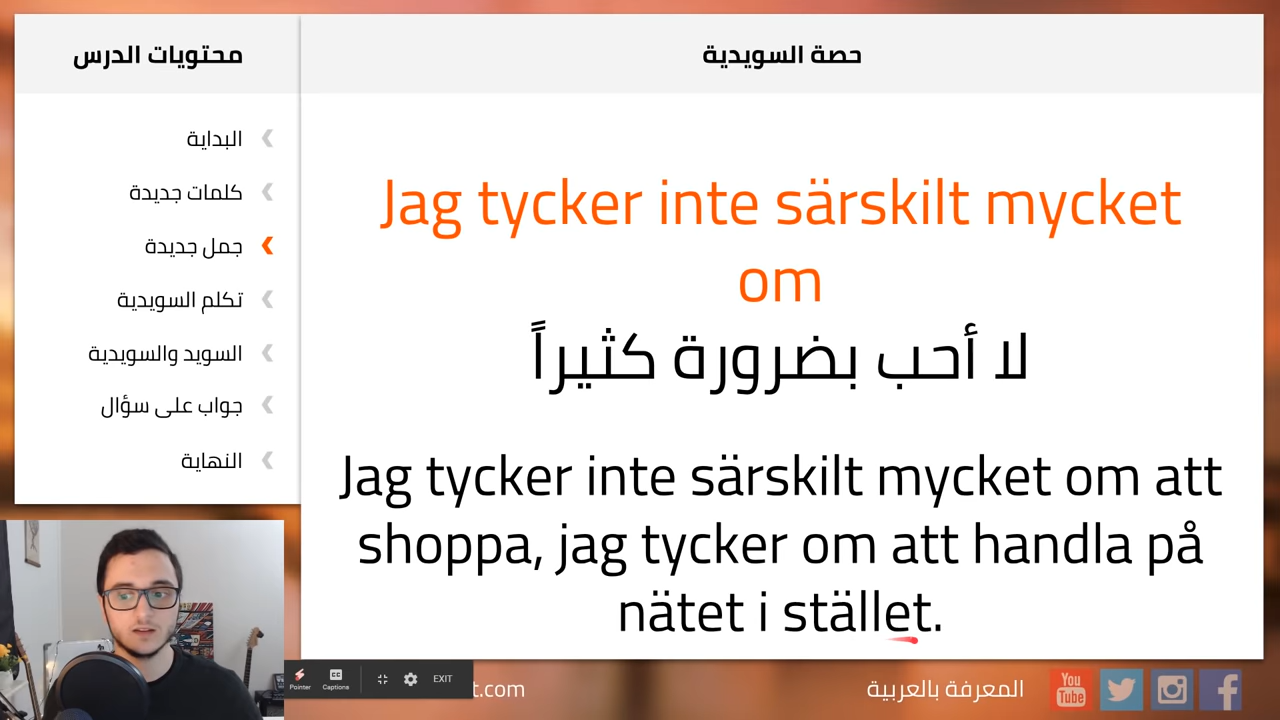 حصة السويدية
محتويات الدرس
البداية
كلمات جديدة
جمل جديدة
تكلم السويدية
السويد والسويدية
جواب على سؤال
النهاية
Jag tycker inte särskilt mycket
om
لا أحب بضرورة كثيراً
Jag tycker inte särskilt mycket om att
shoppa, jag tycker om att handla på
nätet i stället.
Pointer
Captions
EXIT
t.com
المعرفة بالعربية
You
Tube